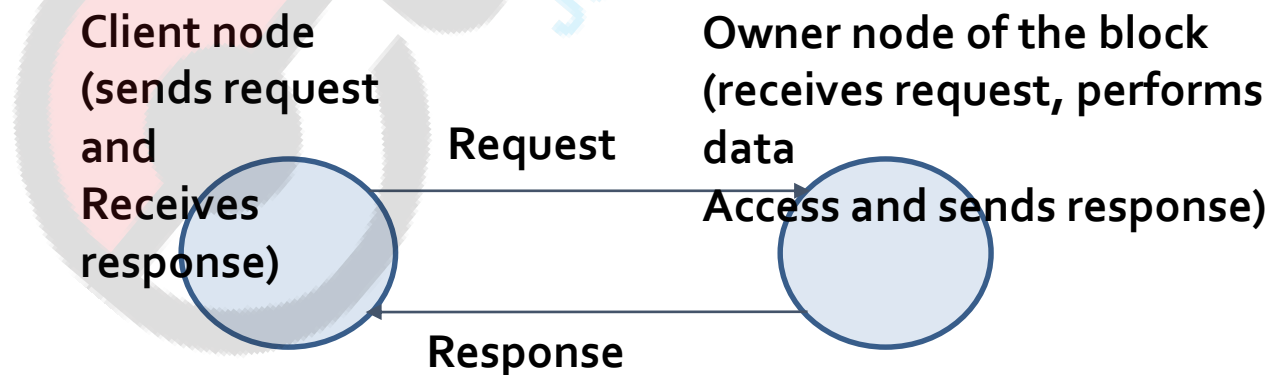 Client node
(sends request
and
Receives
response)
Request
Owner node of the block
(receives request, performs
data
Access and sends response)
Response